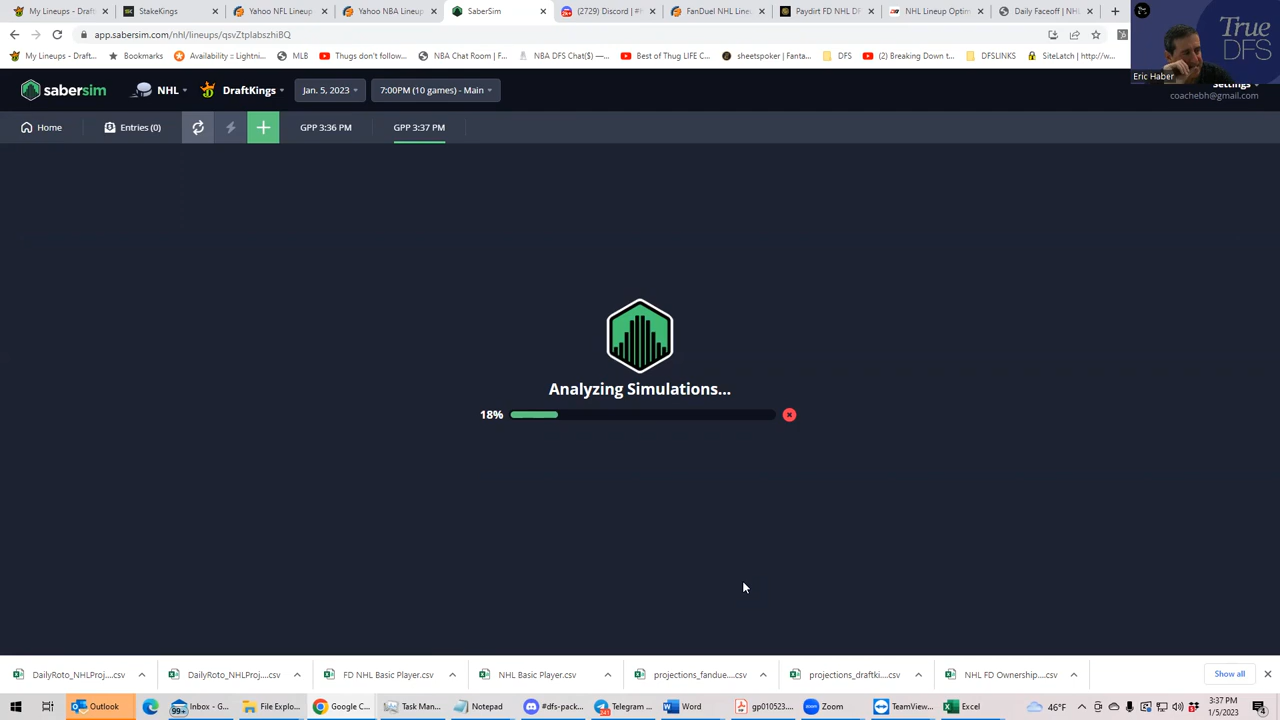 My Lineups - Draft
StakeKings
Yahoo NFL Lineup
Yahoo NBA Lineup
SaberSim
(2729) Discord | #f
FanDuel NHL Line
Paydirt FD NHL DF
NHL Lineup Optim
Daily Faceoff | NHL
app.sabersim.com/nhl/lineups/qsvZtplabszhiBQ
My Lineups - Draft...
Bookmarks
Availability :: Lightni...
MLB
Thugs don't follow...
NBA Chat Room | F...
NBA DFS Chat($) —...
Best of Thug LIFE C...
sheetspoker | Fanta...
DFS
(2) Breaking Down t...
DFSLINKS
SiteLatch | http://w...
True
DFS
Eric Haber
sabersim
NHL
DraftKings
Jan. 5, 2023
7:00PM (10 games) - Main
Settings
coachebh@gmail.com
Home
Entries (0)
GPP 3:36 PM
GPP 3:37 PM
Analyzing Simulations...
18%
DailyRoto_NHLProj....csv
DailyRoto_NHLProj....csv
FD NHL Basic Player.csv
NHL Basic Player.csv
projections_fandue....csv
projections_draftki....csv
NHL FD Ownership....csv
Show all
Outlook
99+
Inbox - G...
File Explo...
Google C...
Task Man...
Notepad
#dfs-pack...
Telegram ...
Word
gp010523...
Zoom
TeamView...
Excel
46°F
3:37 PM
1/5/2023
4